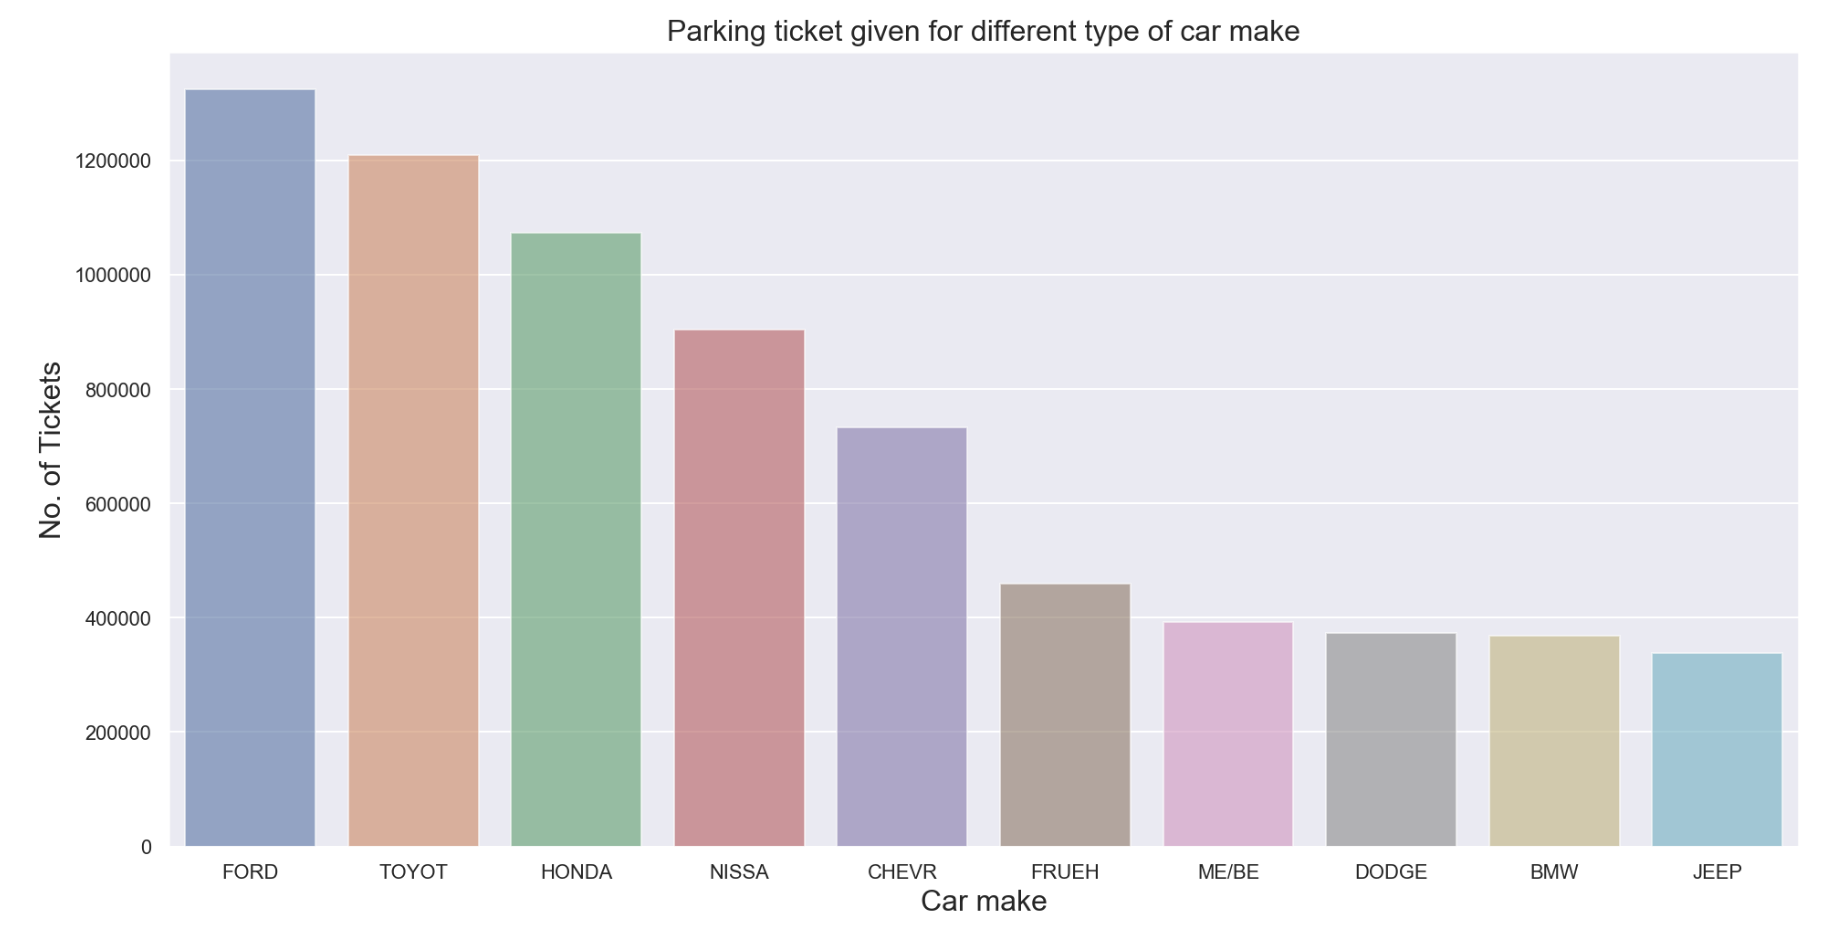 Parking ticket given for different type of car make
No. of Tickets
1200000
1000000
800000
600000
400000
200000
0
FORD TOYOT HONDA NISSA CHEVR FRUEH ME/BE DODGE BMW JEEP
Car make